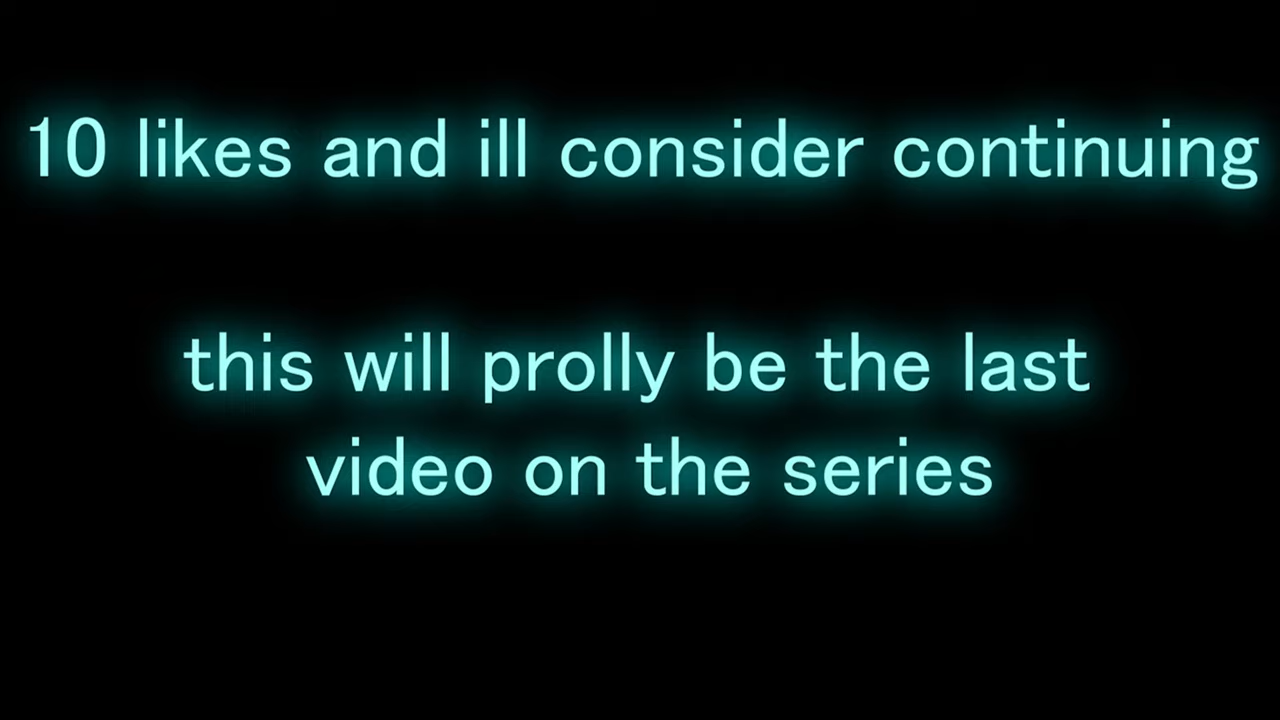 10 likes and ill consider continuing
this will prolly be the last
video on the series